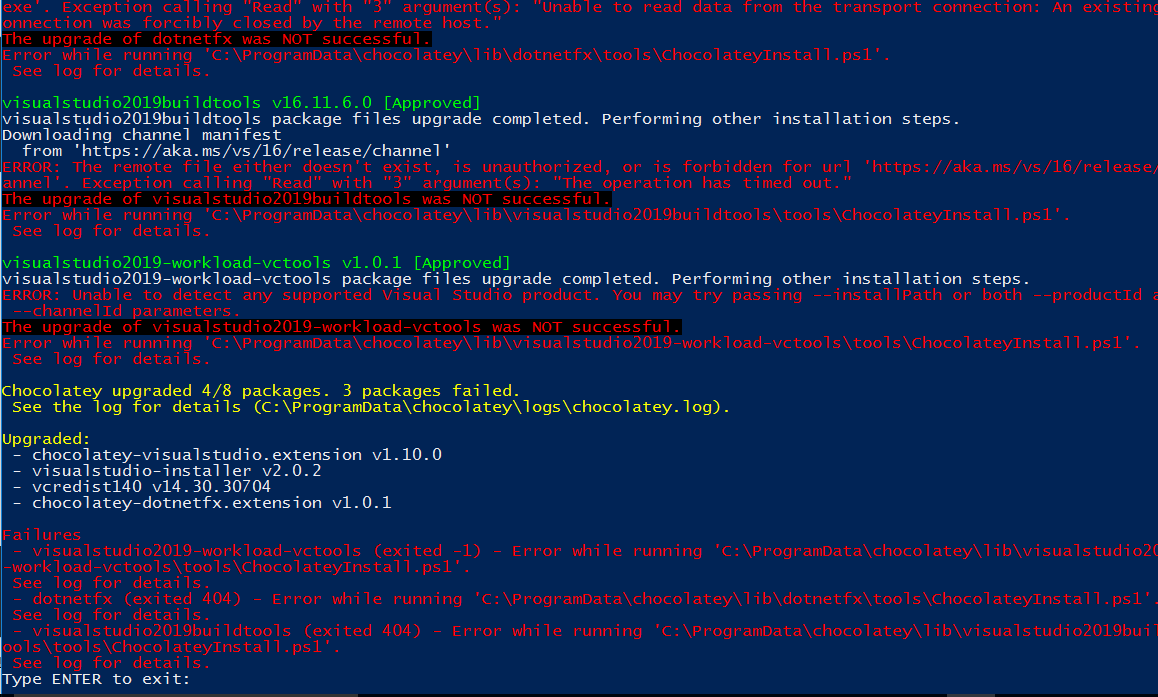 exe'. Exception calling "Read" with "3" argument(s): "Unable to read data from the transport connection: An existing
onnection was forcibly closed by the remote host."
The upgrade of dotnetfx was NOT successful.
Error while running 'C:\ProgramData\chocolatey\lib\dotnetfx\tools\ChocolateyInstall.ps1'.
 See log for details.
visualstudio2019buildtools v16.11.6.0 [Approved]
visualstudio2019buildtools package files upgrade completed. Performing other installation steps.
Downloading channel manifest
  from 'https://aka.ms/vs/16/release/channel'
ERROR: The remote file either doesn't exist, is unauthorized, or is forbidden for url 'https://aka.ms/vs/16/release/
annel'. Exception calling "Read" with "3" argument(s): "The operation has timed out."
The upgrade of visualstudio2019buildtools was NOT successful.
Error while running 'C:\ProgramData\chocolatey\lib\visualstudio2019buildtools\tools\ChocolateyInstall.ps1'.
 See log for details.
visualstudio2019-workload-vctools v1.0.1 [Approved]
visualstudio2019-workload-vctools package files upgrade completed. Performing other installation steps.
ERROR: Unable to detect any supported Visual Studio product. You may try passing --installPath or both --productId a
 --channelId parameters.
The upgrade of visualstudio2019-workload-vctools was NOT successful.
Error while running 'C:\ProgramData\chocolatey\lib\visualstudio2019-workload-vctools\tools\ChocolateyInstall.ps1'.
 See log for details.
Chocolatey upgraded 4/8 packages. 3 packages failed.
 See the log for details (C:\ProgramData\chocolatey\logs\chocolatey.log).
Upgraded:
 - chocolatey-visualstudio.extension v1.10.0
 - visualstudio-installer v2.0.2
 - vcredist140 v14.30.30704
 - chocolatey-dotnetfx.extension v1.0.1
Failures
 - visualstudio2019-workload-vctools (exited -1) - Error while running 'C:\ProgramData\chocolatey\lib\visualstudio20
-workload-vctools\tools\ChocolateyInstall.ps1'.
 See log for details.
 - dotnetfx (exited 404) - Error while running 'C:\ProgramData\chocolatey\lib\dotnetfx\tools\ChocolateyInstall.ps1'.
 See log for details.
 - visualstudio2019buildtools (exited 404) - Error while running 'C:\ProgramData\chocolatey\lib\visualstudio2019buil
ools\tools\ChocolateyInstall.ps1'.
 See log for details.
Type ENTER to exit: